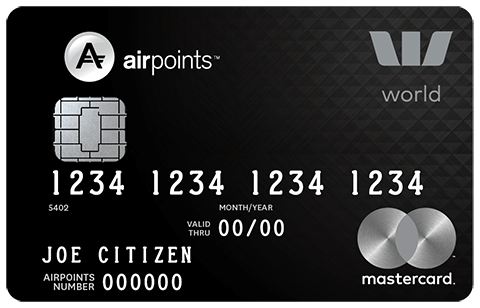 airpoints™
world
1234 1234 1234 1234
5402
MONTH/YEAR
VALID THRU 00/00
JOE CITIZEN
AIRPOINTS NUMBER 000000
mastercard.